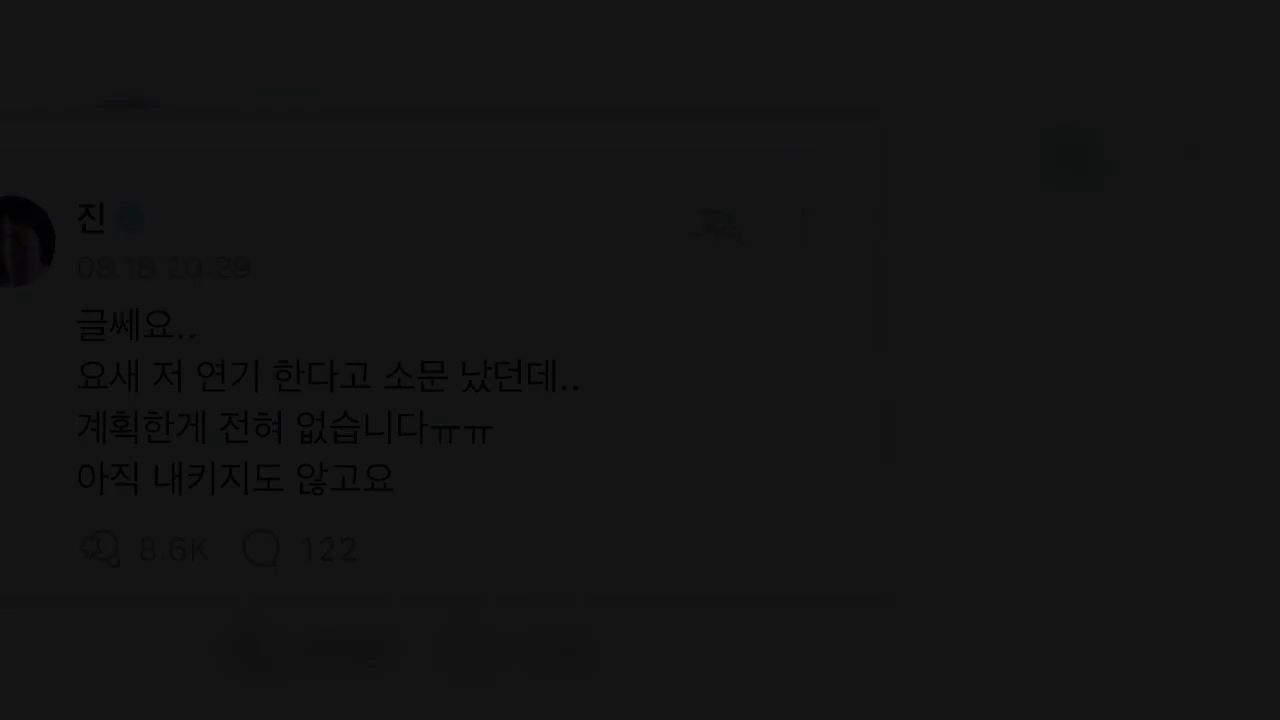 진
08.18 20:29
글쎄요..
요새 저 연기 한다고 소문 났던데..
계획한게 전혀 없습니다ㅠㅠ
아직 내키지도 않고요
8.6K 122